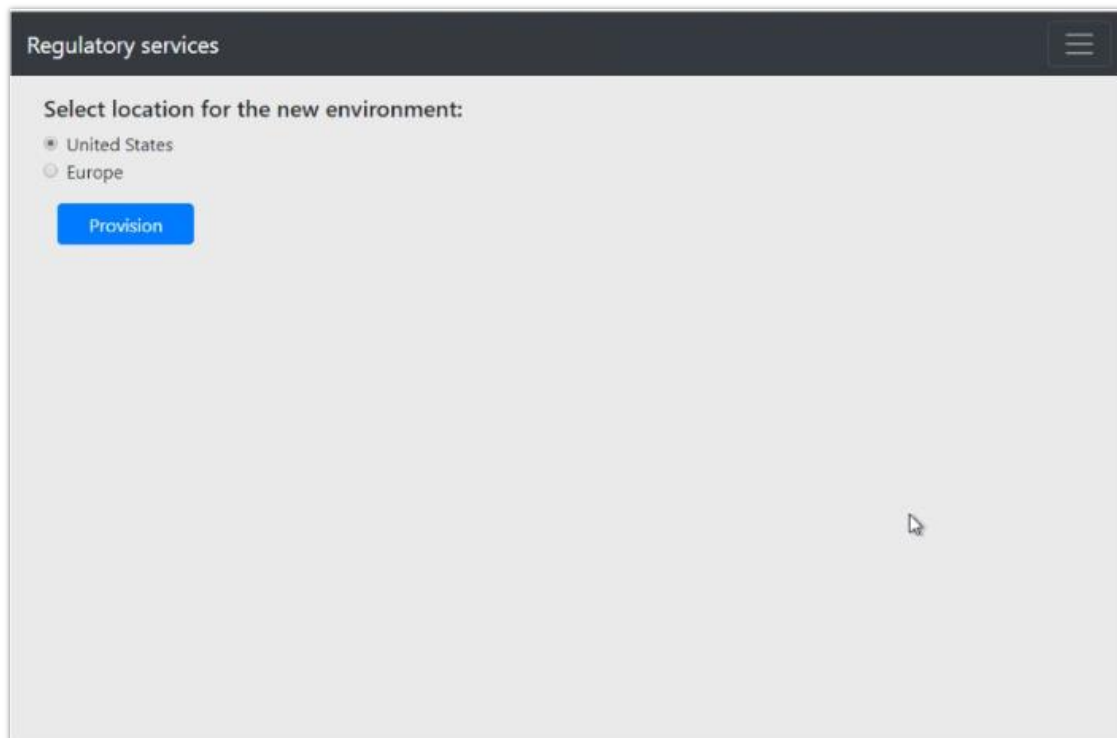 Regulatory services
Select location for the new environment:
United States
Europe
Provision